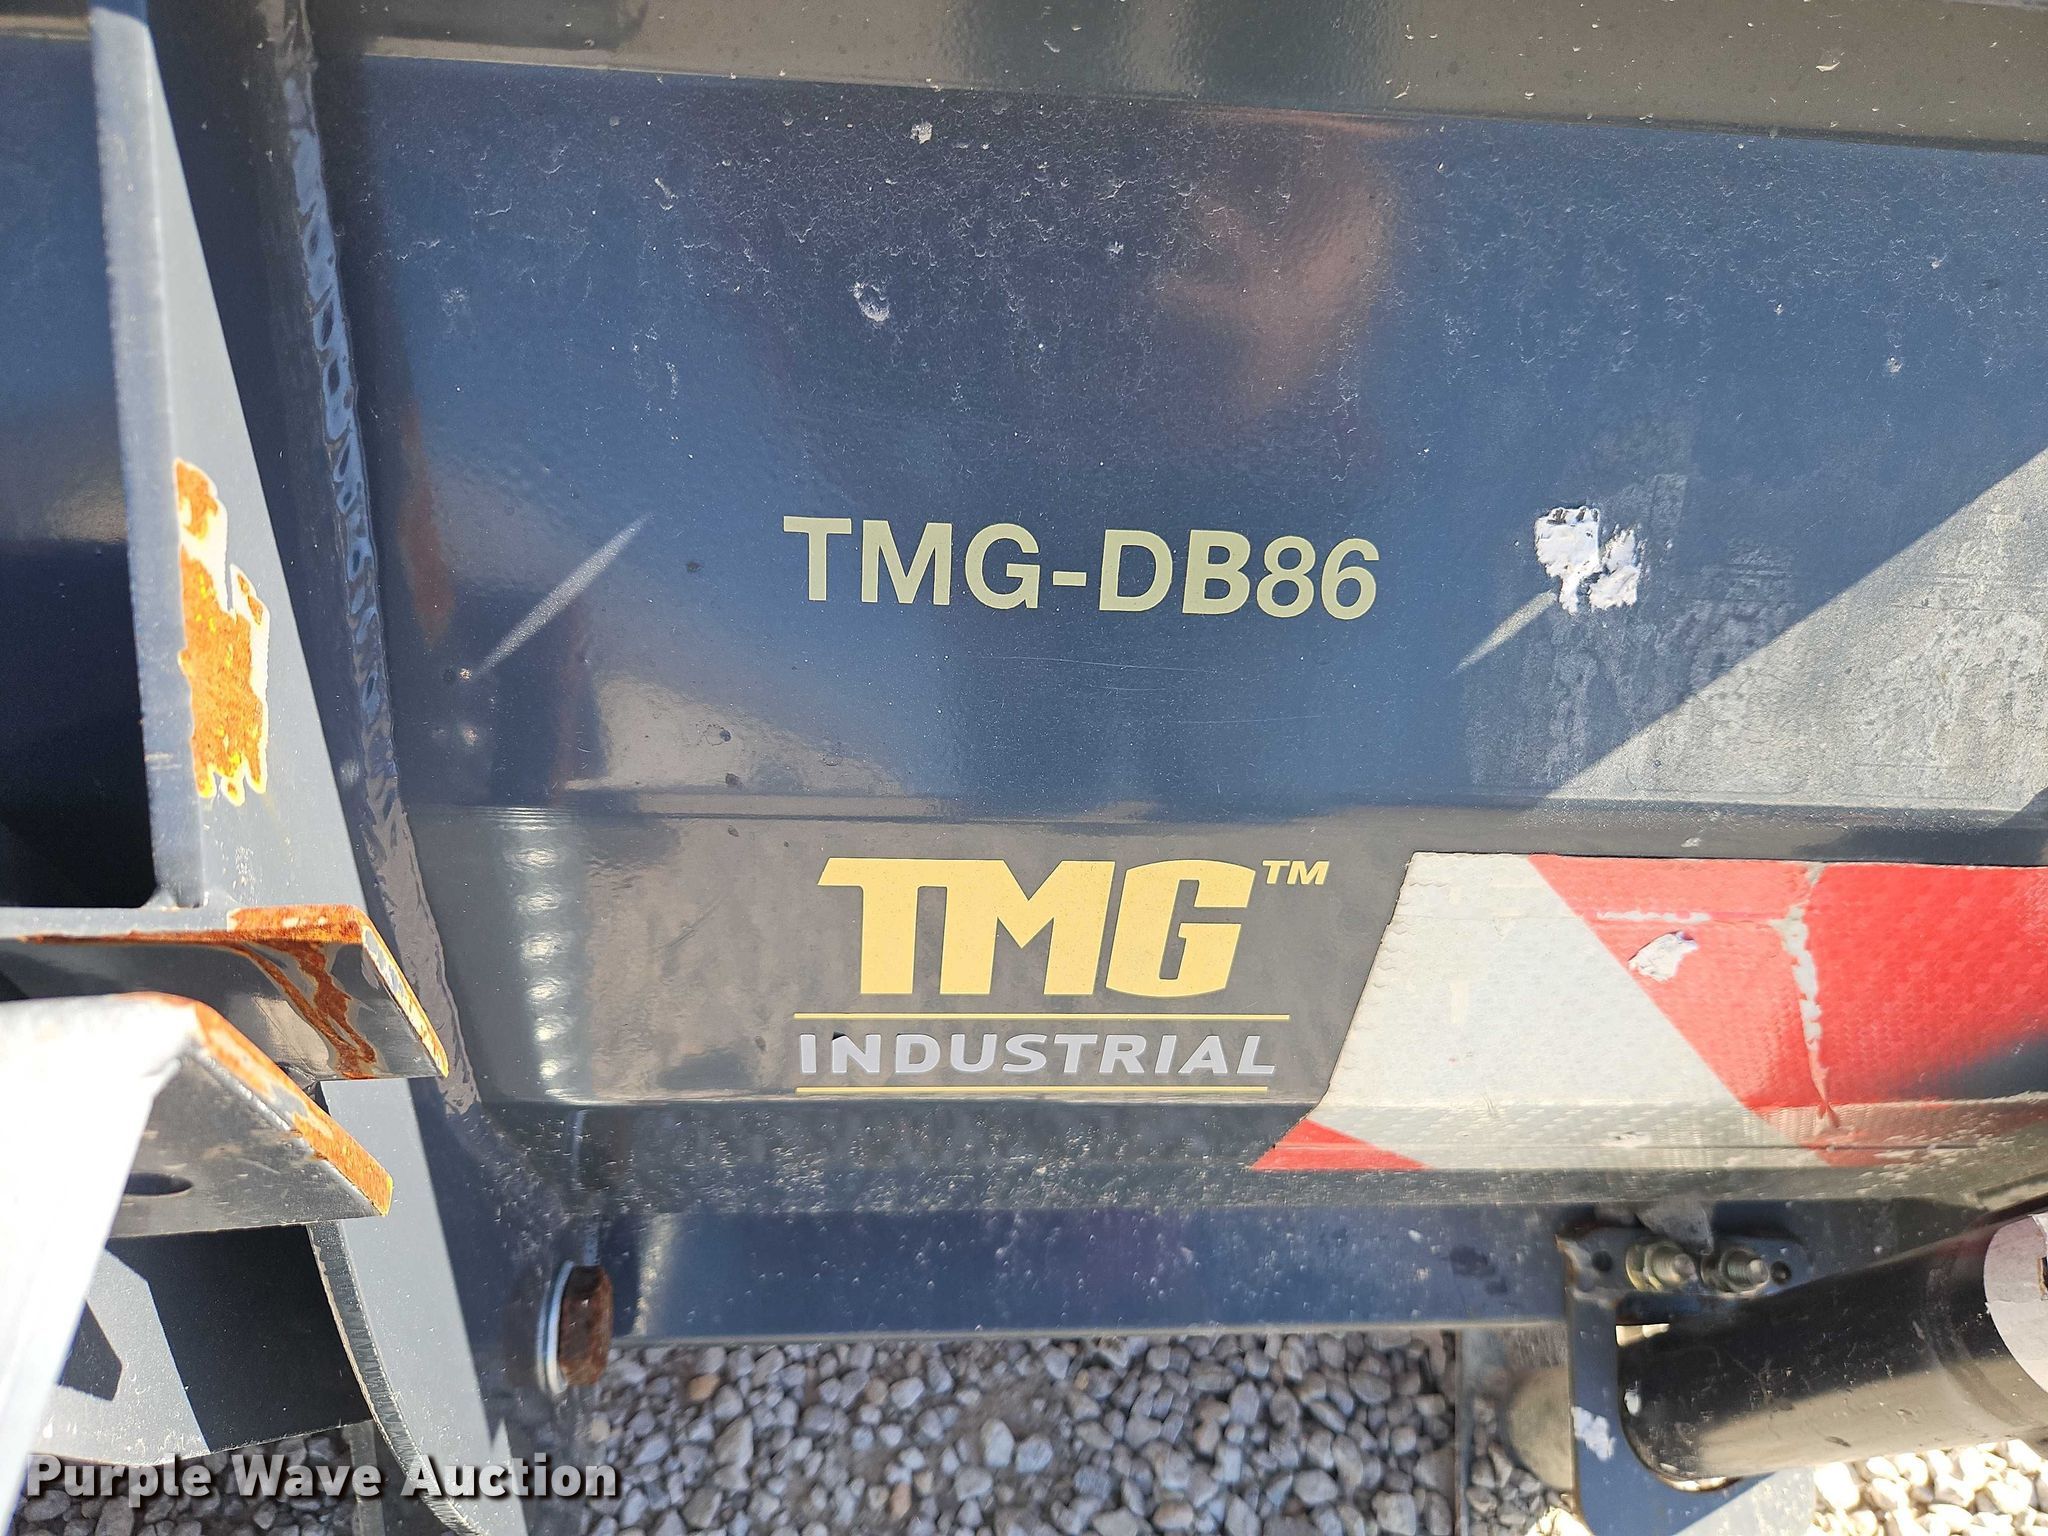 TMG-DB86
TMG™
INDUSTRIAL
Purple Wave Auction